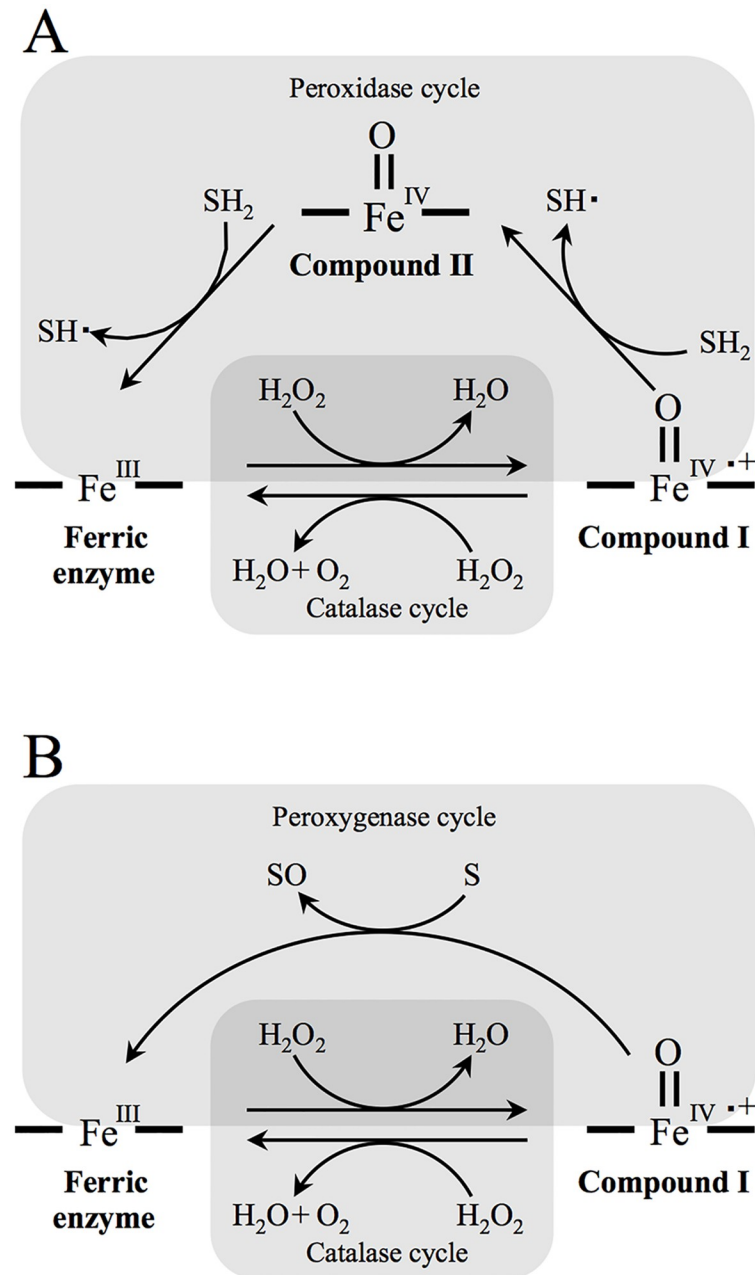 A
Peroxidase cycle
O
Fe IV
Compound II
SH2
SH·
SH·
SH2
H2O2
H2O
O
Fe III
Fe IV ·+
Ferric
enzyme
Compound I
H2O + O2
H2O2
Catalase cycle
B
Peroxygenase cycle
SO
S
H2O2
H2O
O
Fe III
Fe IV ·+
Ferric
enzyme
Compound I
H2O + O2
H2O2
Catalase cycle